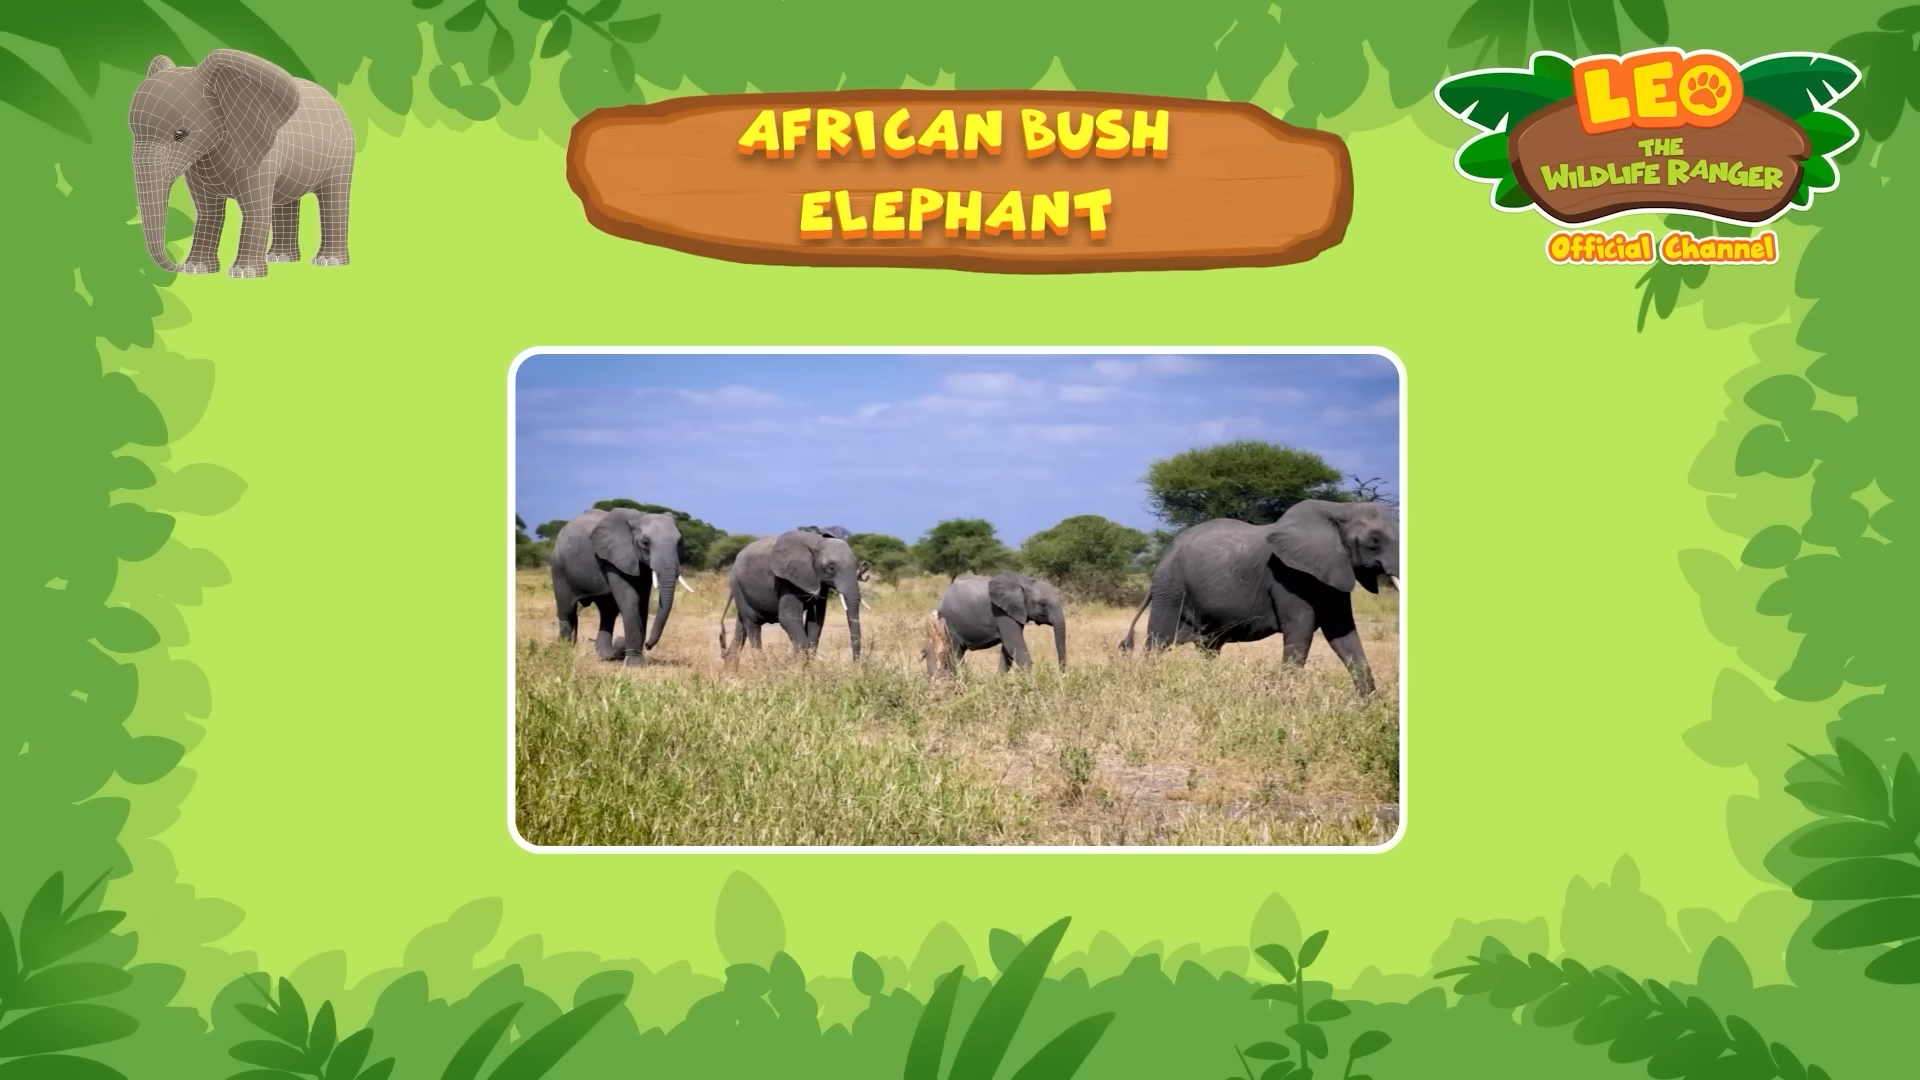 AFRICAN BUSH
ELEPHANT
LEO
THE
WILDLIFE RANGER
Official Channel